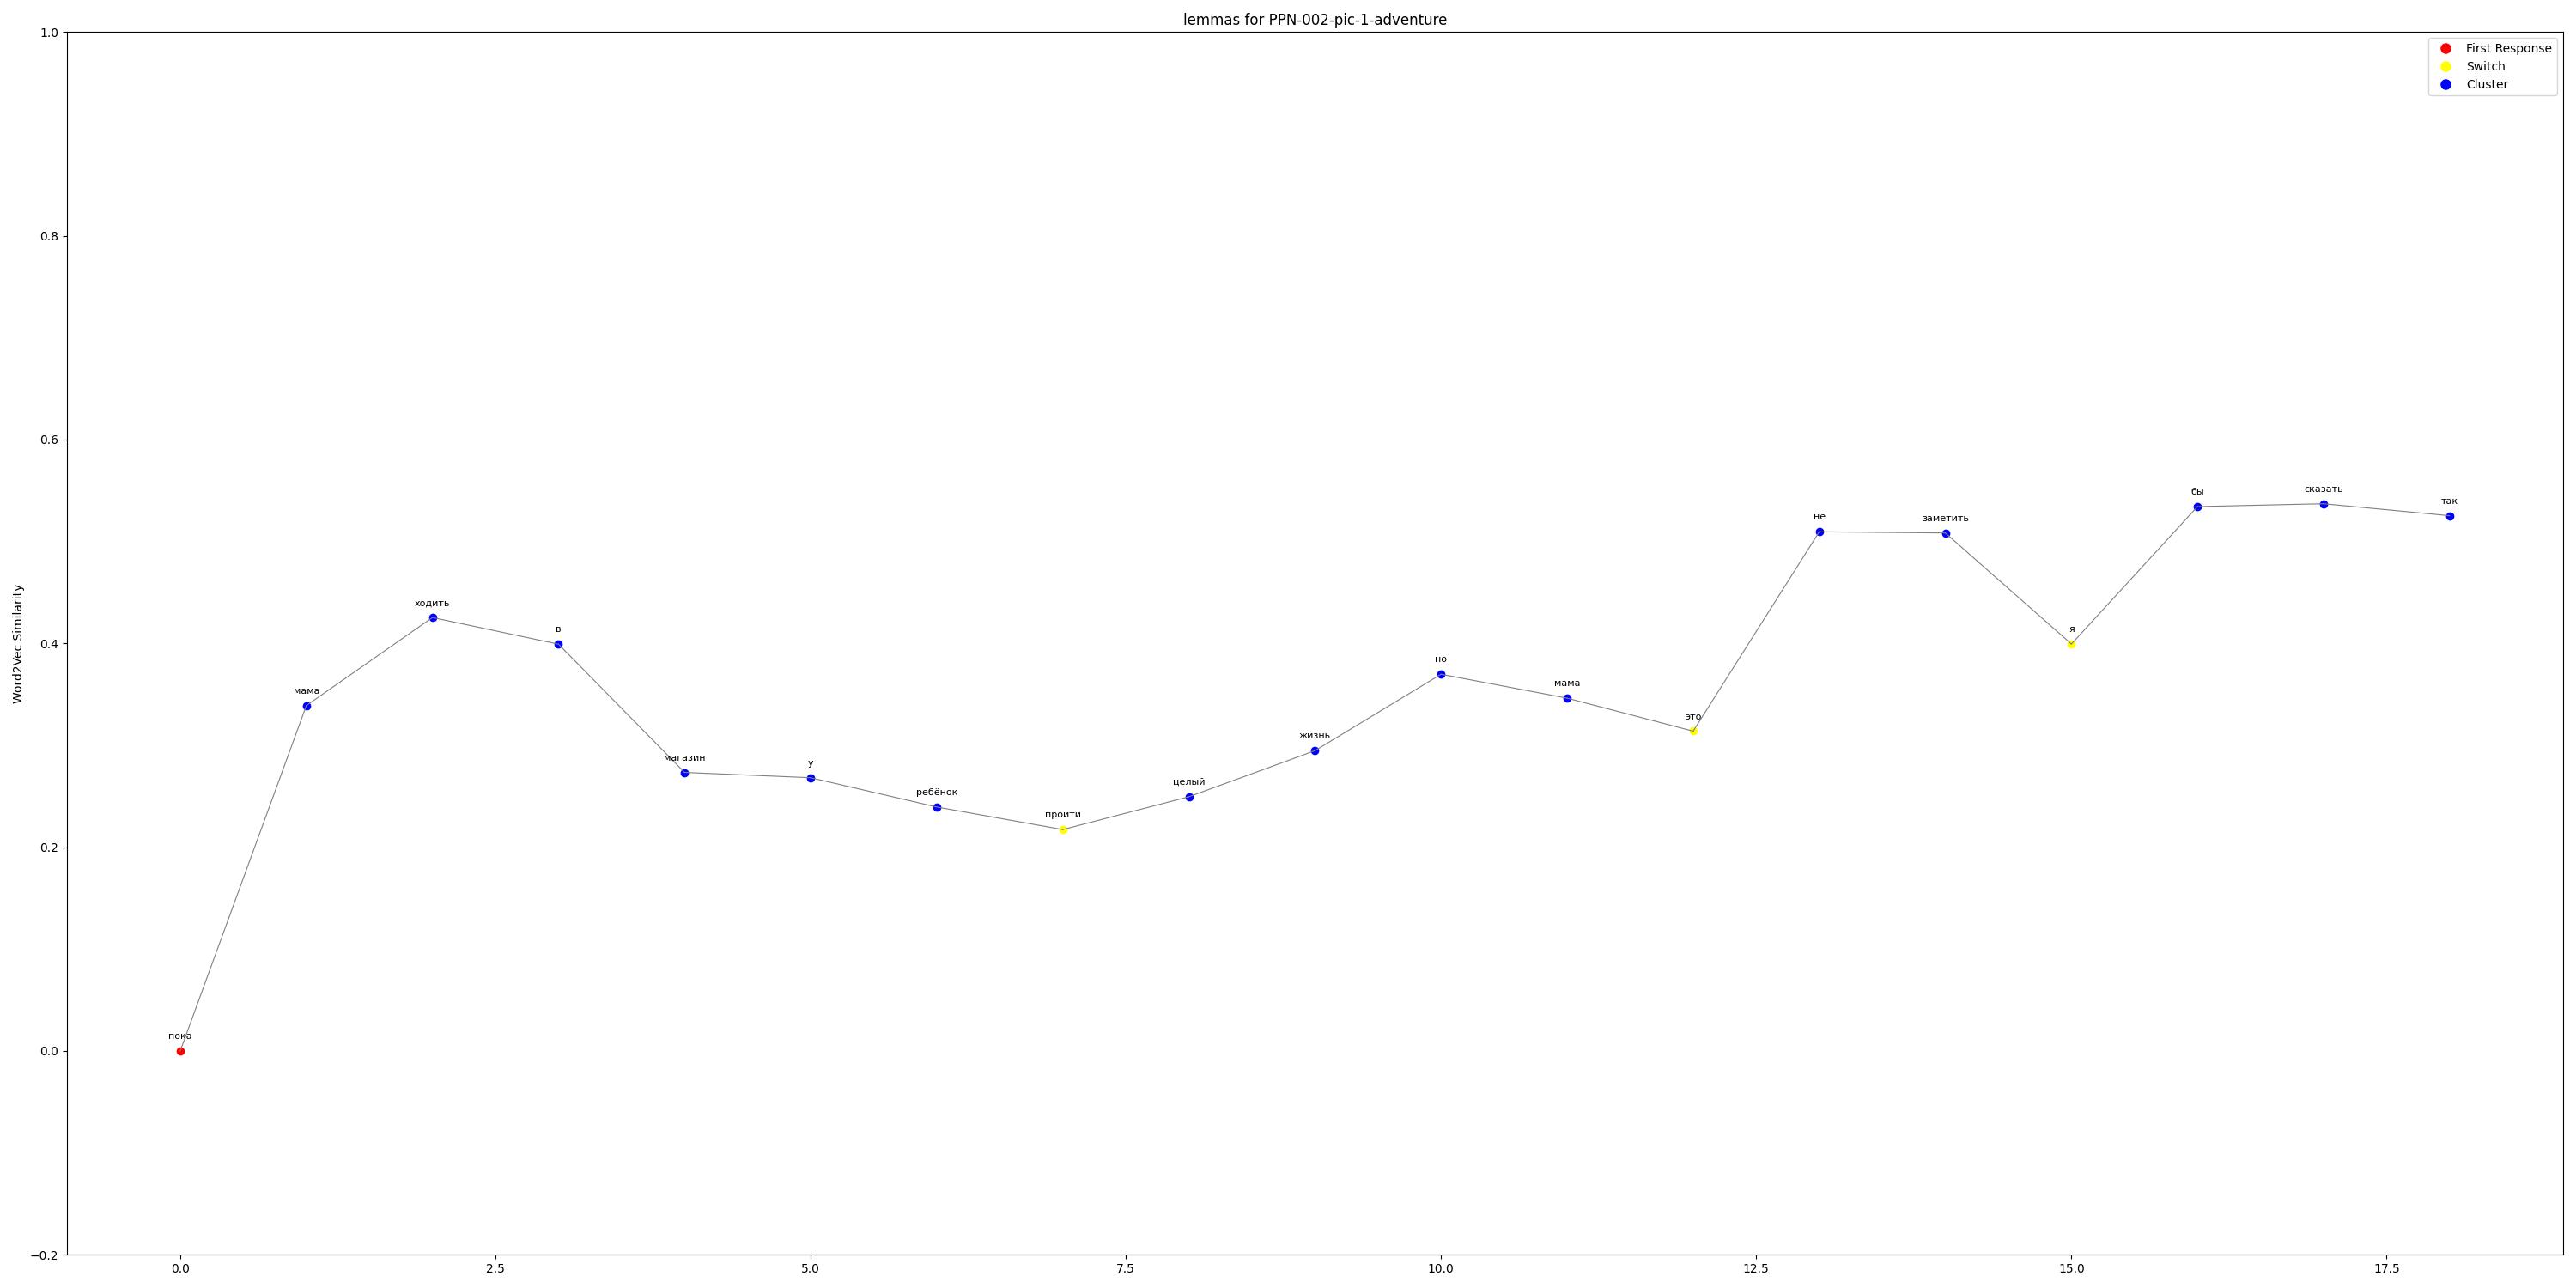 lemmas for PPN-002-pic-1-adventure
1.0
0.8
0.6
0.4
0.2
0.0
−0.2
Word2Vec Similarity
First Response
Switch
Cluster
пока
мама
ходить
в
магазин
у
ребёнок
пройти
целый
жизнь
но
мама
это
не
заметить
я
бы
сказать
так
0.0 2.5 5.0 7.5 10.0 12.5 15.0 17.5